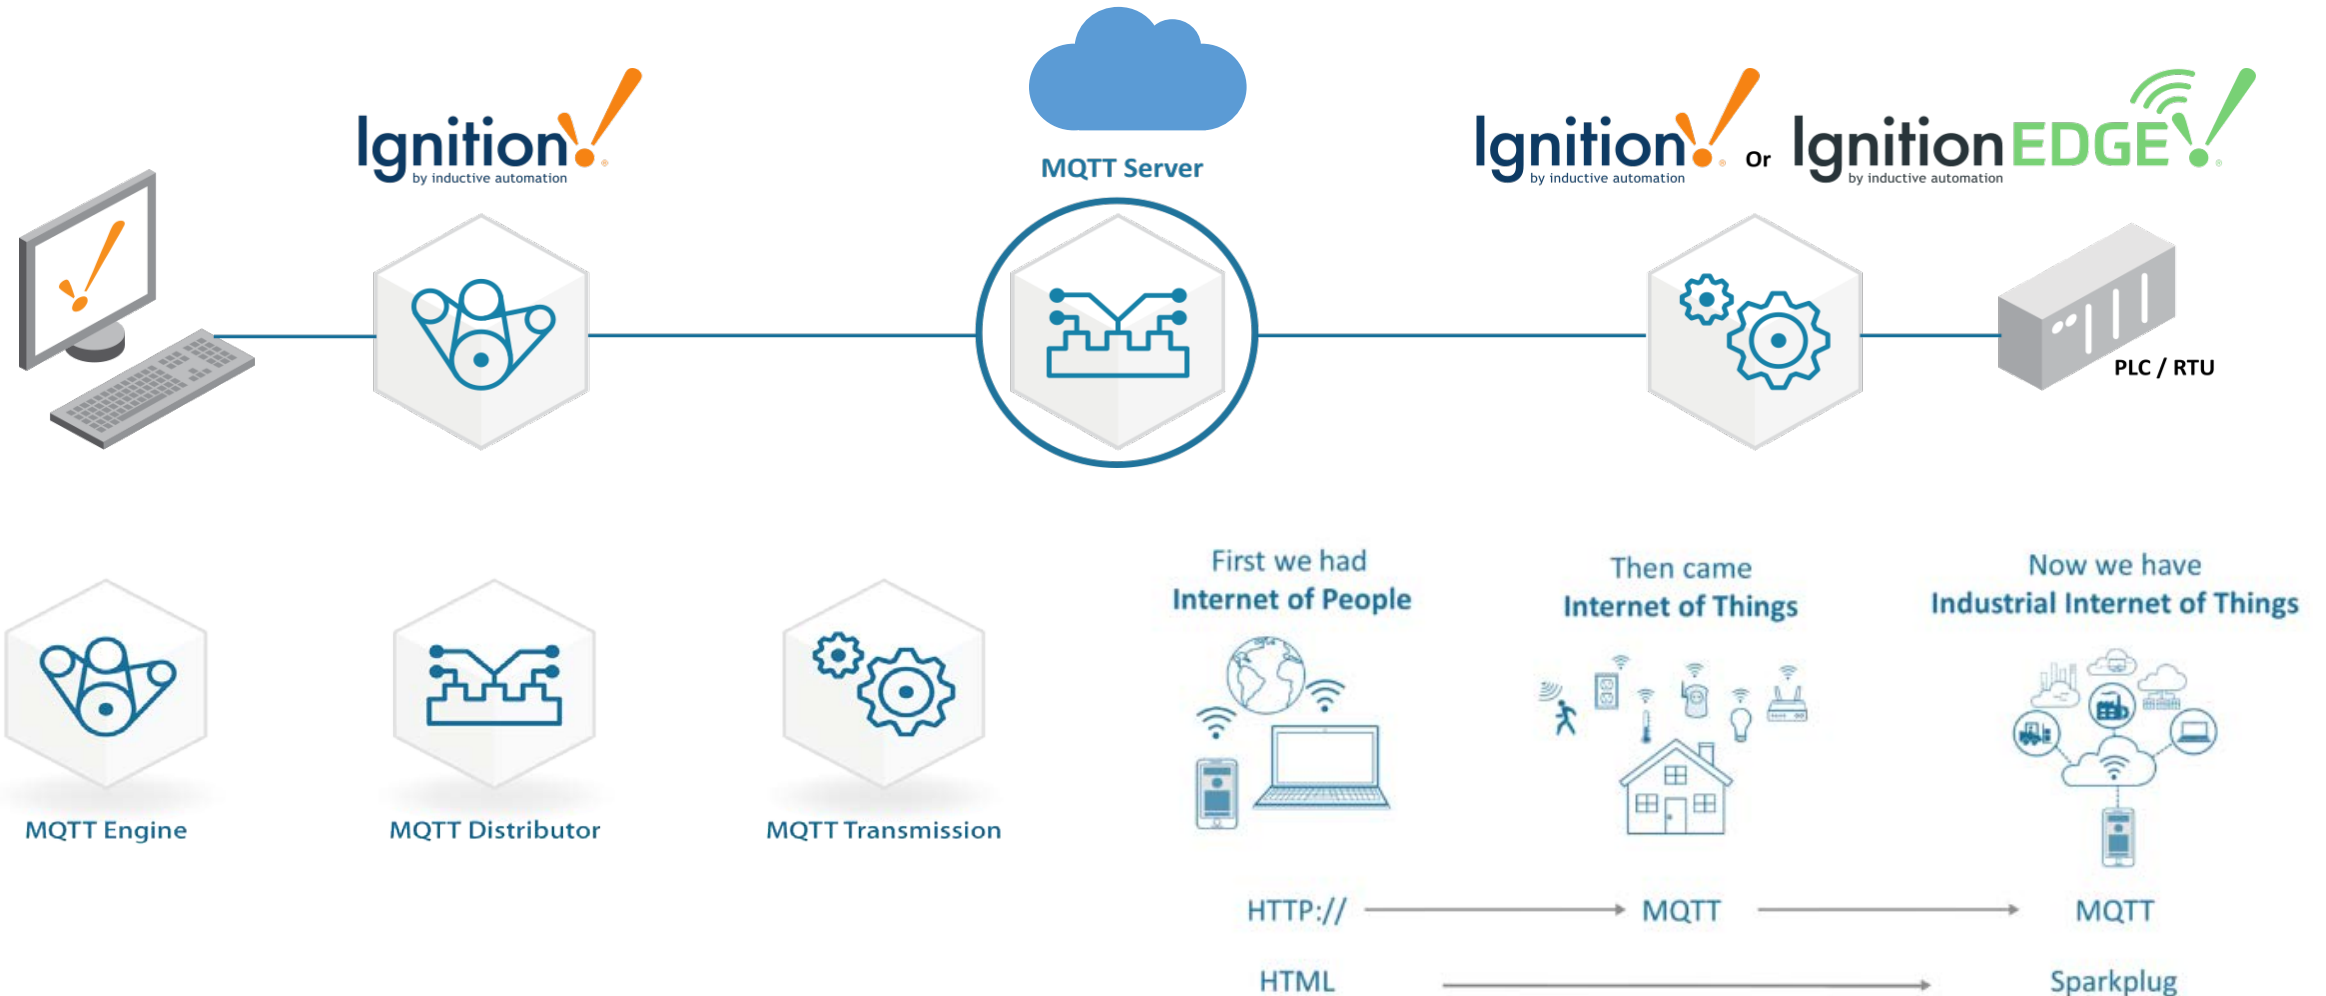 Ignition!
by inductive automation
MQTT Server
Ignition!
by inductive automation
Or
Ignition EDGE!
by inductive automation
PLC / RTU
MQTT Engine
MQTT Distributor
MQTT Transmission
First we had
Internet of People
Then came
Internet of Things
Now we have
Industrial Internet of Things
HTTP://
MQTT
MQTT
HTML
Sparkplug